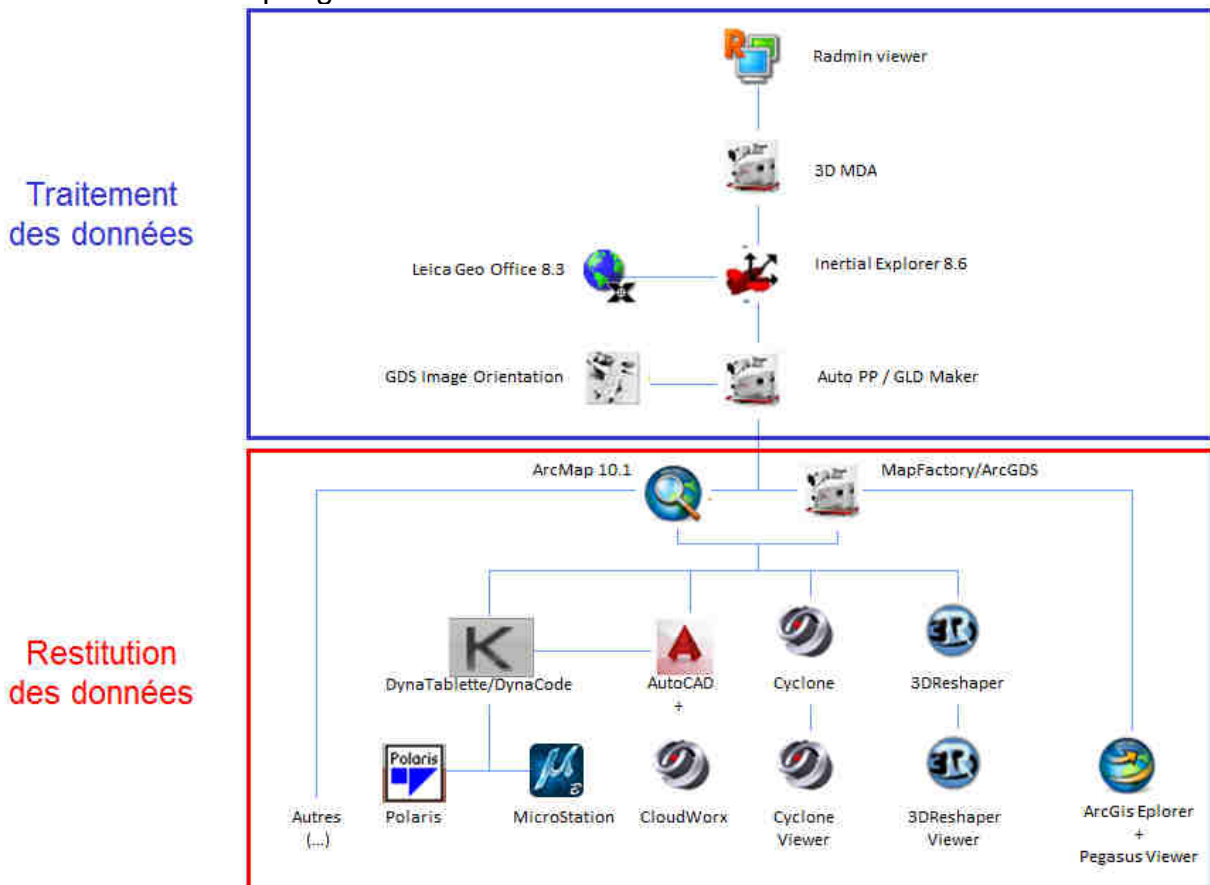 Radmin viewer
3D MDA
Traitement
des données
Leica Geo Office 8.3
Inertial Explorer 8.6
GDS Image Orientation
Auto PP / GLD Maker
ArcMap 10.1
MapFactory/ArcGDS
Restitution
des données
K
A
3D
DynaTablette/DynaCode
AutoCAD
+
Cyclone
3DReshaper
Polaris
µ
B
Autres
(...)
Polaris
MicroStation
CloudWorx
Cyclone
Viewer
3DReshaper
Viewer
ArcGis Eplorer
+
Pegasus Viewer